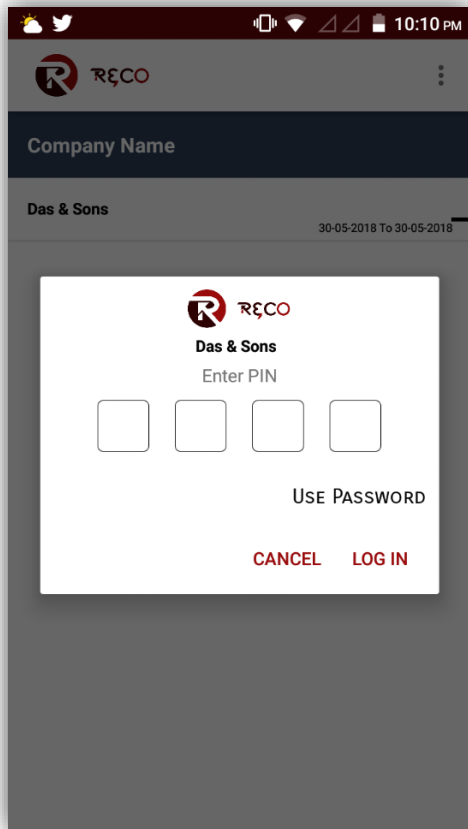 10:10 PM
RECO
Company Name
Das & Sons
30-05-2018 To 30-05-2018
RECO
Das & Sons
Enter PIN
USE PASSWORD
CANCEL LOG IN